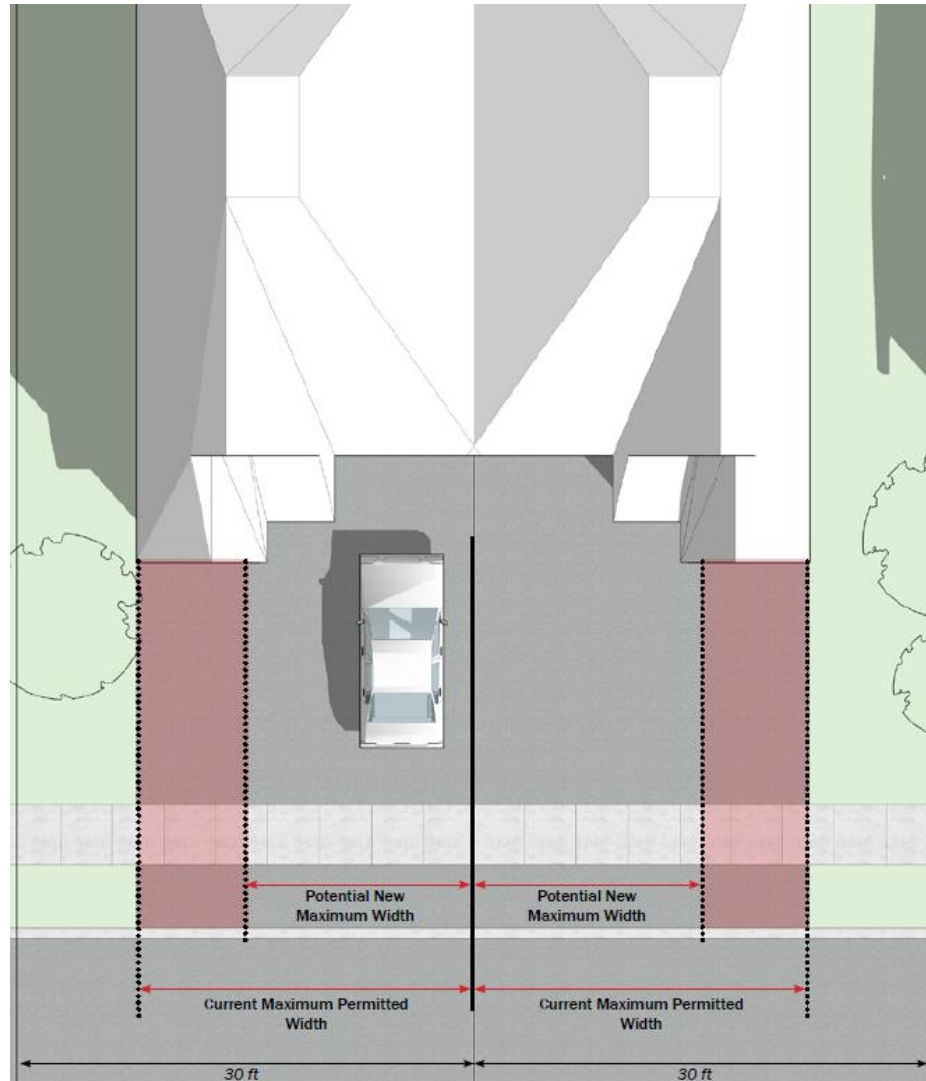 Potential New
Maximum Width
Potential New
Maximum Width
Current Maximum Permitted
Width
Current Maximum Permitted
Width
30 ft
30 ft